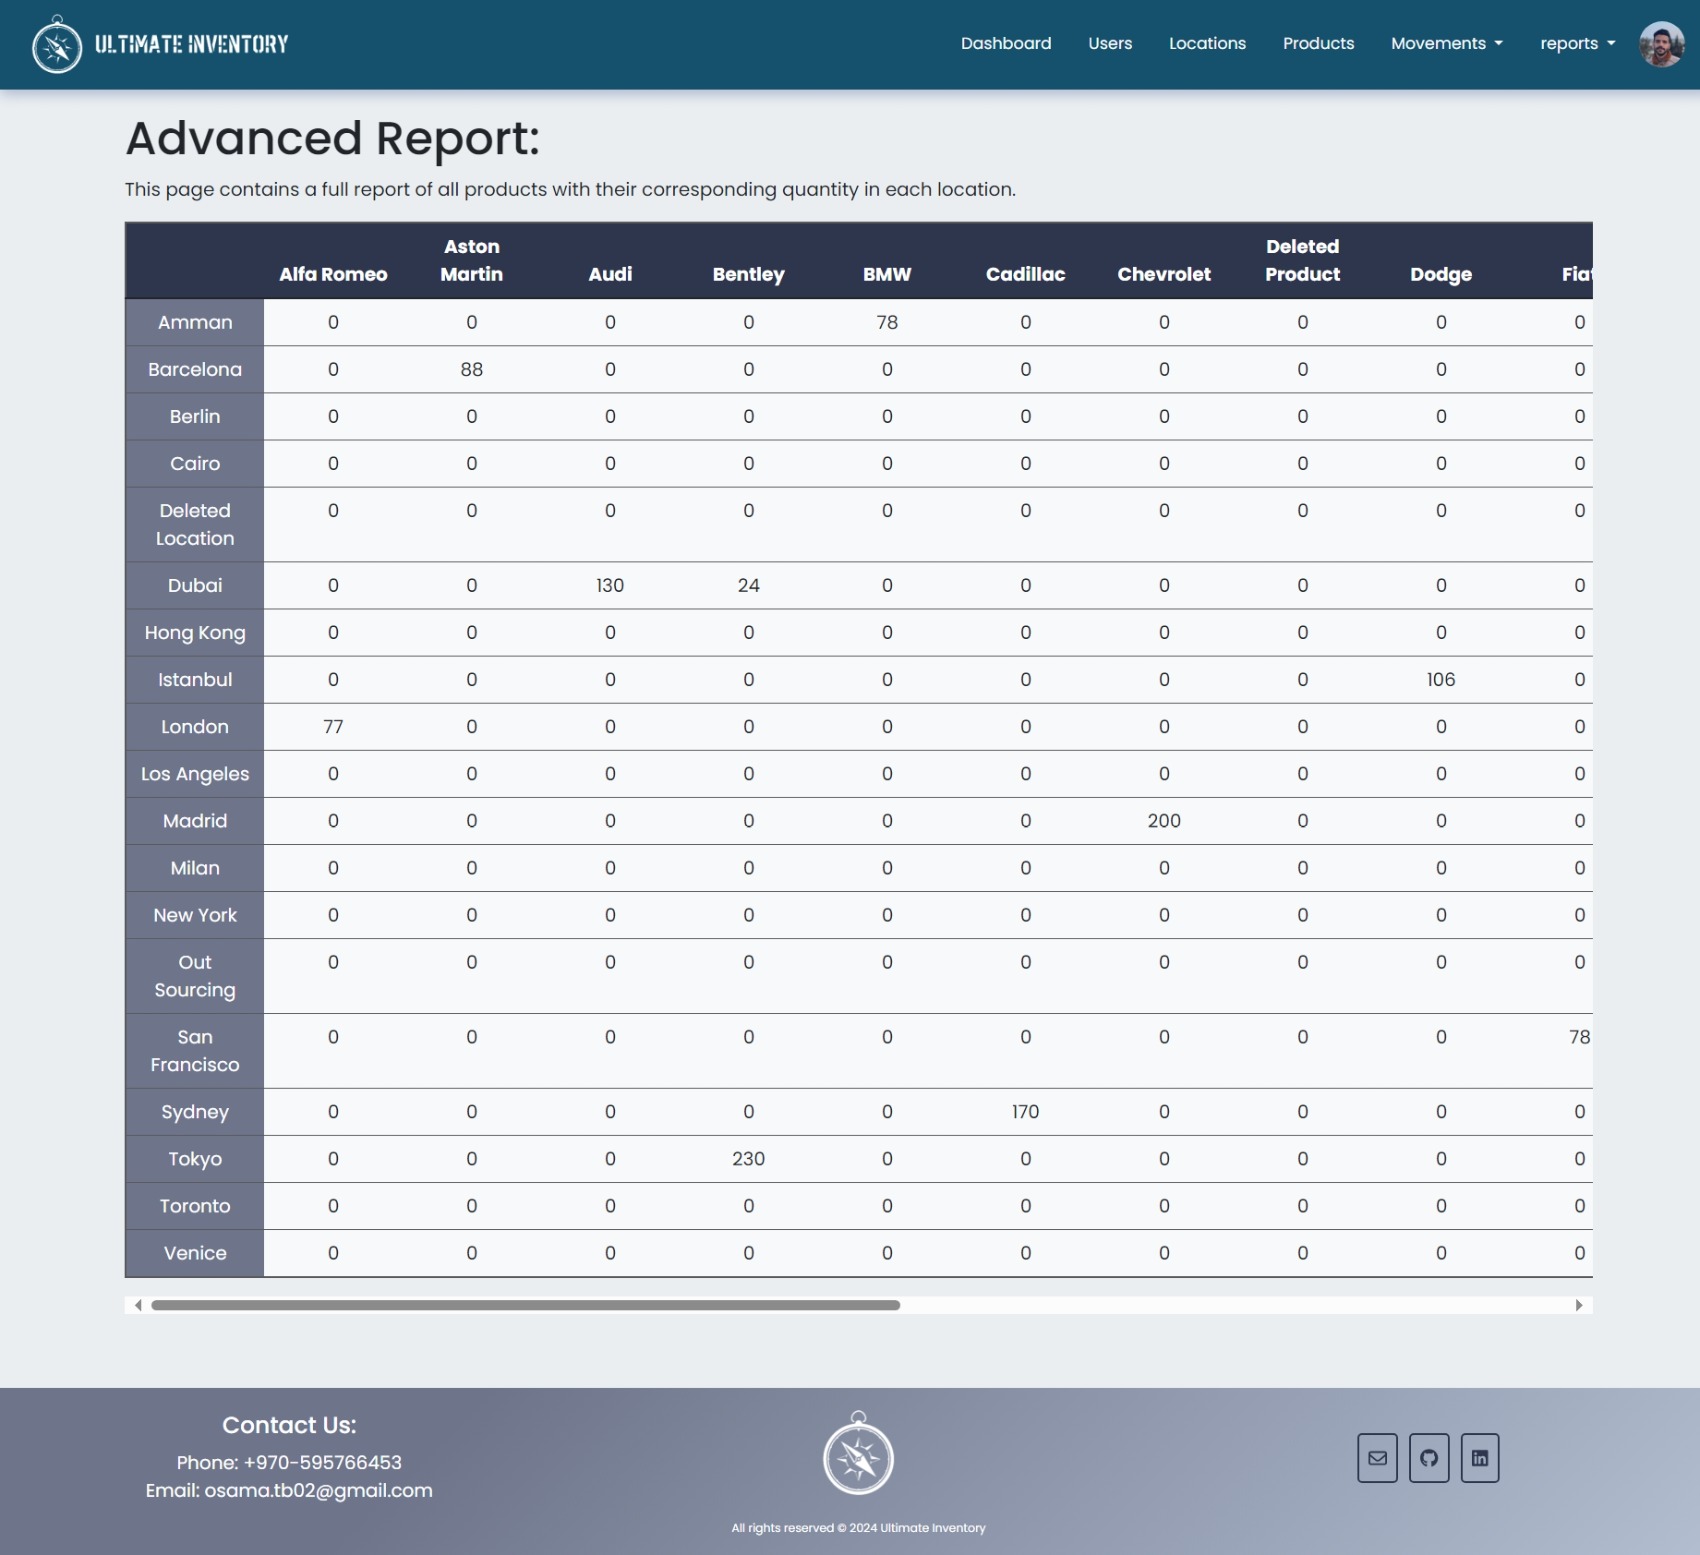 ULTIMATE INVENTORY
Dashboard Users Locations Products Movements reports
Advanced Report:
This page contains a full report of all products with their corresponding quantity in each location.
Alfa Romeo Aston Martin Audi Bentley BMW Cadillac Chevrolet Deleted Product Dodge Fiat
Amman 0 0 0 0 78 0 0 0 0 0
Barcelona 0 88 0 0 0 0 0 0 0 0
Berlin 0 0 0 0 0 0 0 0 0 0
Cairo 0 0 0 0 0 0 0 0 0 0
Deleted Location 0 0 0 0 0 0 0 0 0 0
Dubai 0 0 130 24 0 0 0 0 0 0
Hong Kong 0 0 0 0 0 0 0 0 0 0
Istanbul 0 0 0 0 0 0 0 0 106 0
London 77 0 0 0 0 0 0 0 0 0
Los Angeles 0 0 0 0 0 0 0 0 0 0
Madrid 0 0 0 0 0 0 200 0 0 0
Milan 0 0 0 0 0 0 0 0 0 0
New York 0 0 0 0 0 0 0 0 0 0
Out Sourcing 0 0 0 0 0 0 0 0 0 0
San Francisco 0 0 0 0 0 0 0 0 0 78
Sydney 0 0 0 0 0 170 0 0 0 0
Tokyo 0 0 0 230 0 0 0 0 0 0
Toronto 0 0 0 0 0 0 0 0 0 0
Venice 0 0 0 0 0 0 0 0 0 0
Contact Us:
Phone: +970-595766453
Email: osama.tb02@gmail.com
All rights reserved © 2024 Ultimate Inventory